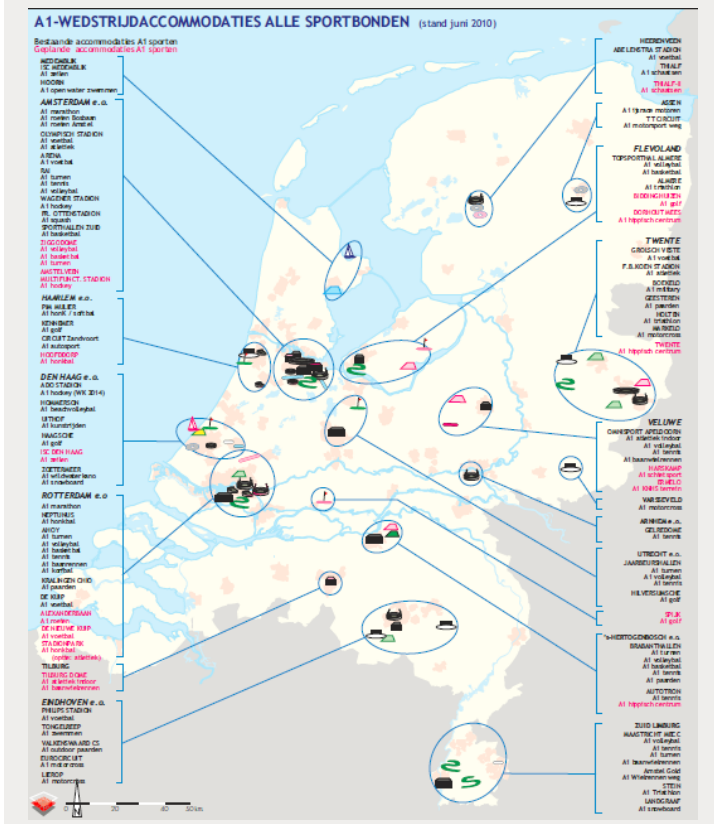 A1-WEDSTRIJDACCOMMODATIES ALLE SPORTBONDEN (stand juni 2010)
Bestaande accommodaties A1 sporten
Geplande accommodaties A1 sporten
MEDEMBLIK
ISC MEDEMBLIK
A1 zeilen
HOORN
A1 open water zwemmen
AMSTERDAM e.o.
A1 marathon
A1 roeien Bosbaan
A1 roeien Amstel
OLYMPISCH STADION
A1 voetbal
A1 atletiek
ARENA
A1 voetbal
RAI
A1 turnen
A1 tennis
A1 volleybal
WAGENER STADION
A1 hockey
FR. OTTENSTADION
A1 squash
SPORTHALLEN ZUID
A1 basketbal
ZIGGODOME
A1 volleybal
A1 basketbal
A1 turnen
AMSTELVEEN
MULTIFUNCT. STADION
A1 hockey
HAARLEM e.o.
PIM MULIER
A1 honk / softbal
KENNEMER
A1 golf
CIRCUIT Zandvoort
A1 autosport
HOOFDDORP
A1 honkbal
DEN HAAG e.o.
ADO STADION
A1 hockey (WK 2014)
HOMMERSON
A1 beachvolleybal
UITHOF
A1 kunstrijden
HAAGSCHE
A1 golf
ISC DEN HAAG
A1 zeilen
ZOETERMEER
A1 wildwaterkano
A1 snowboard
ROTTERDAM e.o
A1 marathon
NEPTUNUS
A1 honkbal
AHOY
A1 turnen
A1 volleybal
A1 basketbal
A1 tennis
A1 baanrennen
A1 korfbal
KRALINGEN CHIO
A1 paarden
DE KUIP
A1 voetbal
ALEXANDERBAAN
A1 roeien
DE NIEUWE KUIP
A1 voetbal
STADIONPARK
A1 honkbal
(optie: atletiek)
TILBURG
TILBURG DOME
A1 atletiek indoor
A1 baanwielrennen
EINDHOVEN e.o.
PHILIPS STADION
A1 voetbal
TONGELREEP
A1 zwemmen
VALKENSWAARD CS
A1 outdoor paarden
EUROCIRCUIT
A1 motorcross
LIEROP
A1 motorcross
N
0 20 50 km.
HEERENVEEN
ABE LENSTRA STADION
A1 voetbal
THIALF
A1 schaatsen
THIALF-II
A1 schaatsen
ASSEN
A1 ijsrace motoren
TT CIRCUIT
A1 motorsport weg
FLEVOLAND
TOPSPORTHAL ALMERE
A1 volleybal
A1 basketbal
ALMERE
A1 triathlon
BIDDINGHUIZEN
A1 golf
DORHOUT MEES
A1 hippisch centrum
TWENTE
GROLSCH VESTE
A1 voetbal
F.B.KOEN STADION
A1 atletiek
BOEKELO
A1 military
GEESTEREN
A1 paarden
HOLTEN
A1 triathlon
MARKELO
A1 motorcross
TWENTE
A1 hippisch centrum
VELUWE
OMNISPORT APELDOORN
A1 atletiek indoor
A1 volleybal
A1 tennis
A1 baanwielrennen
HARSKAMP
A1 schietsport
ERMELO
A1 KNHS terrein
VARSSEVELD
A1 motorcross
ARNHEM e.o.
GELREDOME
A1 tennis
UTRECHT e.o.
JAARBEURSHALLEN
A1 turnen
A1 volleybal
A1 tennis
HILVERSUMSCHE
A1 golf
SPIJK
A1 golf
's-HERTOGENBOSCH e.o.
BRABANTHALLEN
A1 turnen
A1 volleybal
A1 basketbal
A1 tennis
A1 paarden
AUTOTRON
A1 tennis
A1 hippisch centrum
ZUID LIMBURG
MAASTRICHT MECC
A1 volleybal
A1 tennis
A1 turnen
A1 baanwielrennen
Amstel Gold
A1 Wielrennen weg
STEIN
A1 Triathlon
LANDGRAAF
A1 snowboard